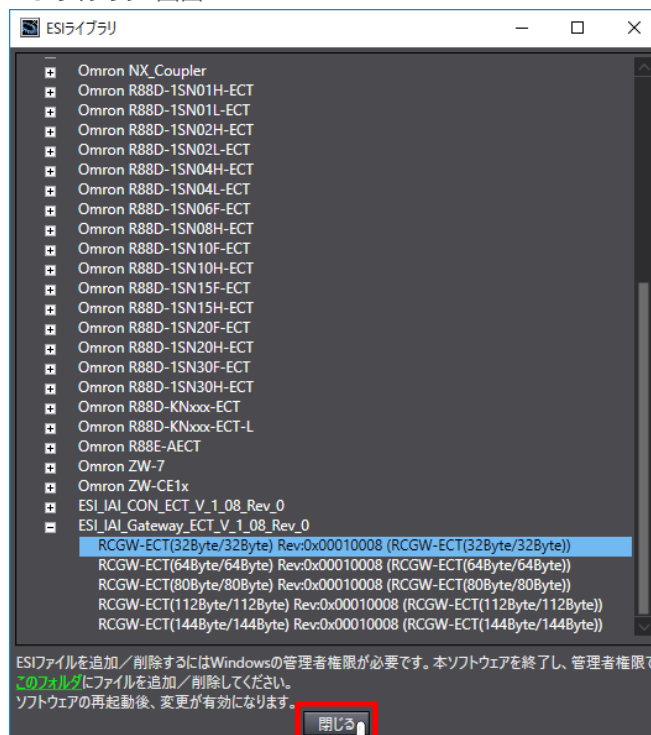 ESIライブラリ
Omron NX_Coupler
Omron R88D-1SN01H-ECT
Omron R88D-1SN01L-ECT
Omron R88D-1SN02H-ECT
Omron R88D-1SN02L-ECT
Omron R88D-1SN04H-ECT
Omron R88D-1SN04L-ECT
Omron R88D-1SN06F-ECT
Omron R88D-1SN08H-ECT
Omron R88D-1SN10F-ECT
Omron R88D-1SN10H-ECT
Omron R88D-1SN15F-ECT
Omron R88D-1SN15H-ECT
Omron R88D-1SN20F-ECT
Omron R88D-1SN20H-ECT
Omron R88D-1SN30F-ECT
Omron R88D-1SN30H-ECT
Omron R88D-KNxxx-ECT
Omron R88D-KNxxx-ECT-L
Omron R88E-AECT
Omron ZW-7
Omron ZW-CE1x
ESI_IAI_CON_ECT_V_1_08_Rev_0
ESI_IAI_Gateway_ECT_V_1_08_Rev_0
RCGW-ECT(32Byte/32Byte) Rev:0x00010008 (RCGW-ECT(32Byte/32Byte))
RCGW-ECT(64Byte/64Byte) Rev:0x00010008 (RCGW-ECT(64Byte/64Byte))
RCGW-ECT(80Byte/80Byte) Rev:0x00010008 (RCGW-ECT(80Byte/80Byte))
RCGW-ECT(112Byte/112Byte) Rev:0x00010008 (RCGW-ECT(112Byte/112Byte))
RCGW-ECT(144Byte/144Byte) Rev:0x00010008 (RCGW-ECT(144Byte/144Byte))
ESIファイルを追加／削除するにはWindowsの管理者権限が必要です。本ソフトウェアを終了し、管理者権限で
このフォルダにファイルを追加／削除してください。
ソフトウェアの再起動後、変更が有効になります。
閉じる